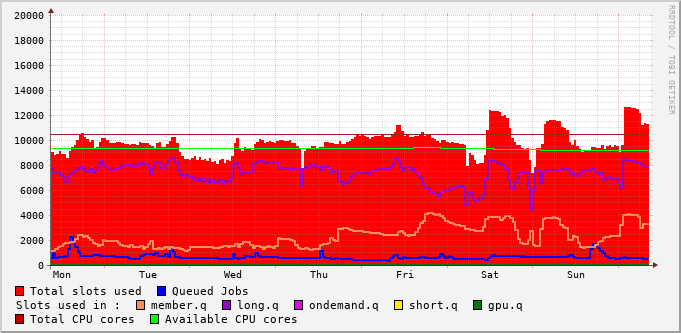 20000
18000
16000
14000
12000
10000
8000
6000
4000
2000
0
Mon Tue Wed Thu Fri Sat Sun
RRDTOOL / TOBI OETIKER
Total slots used Queued Jobs
Slots used in : member.q long.q ondemand.q short.q gpu.q
Total CPU cores Available CPU cores